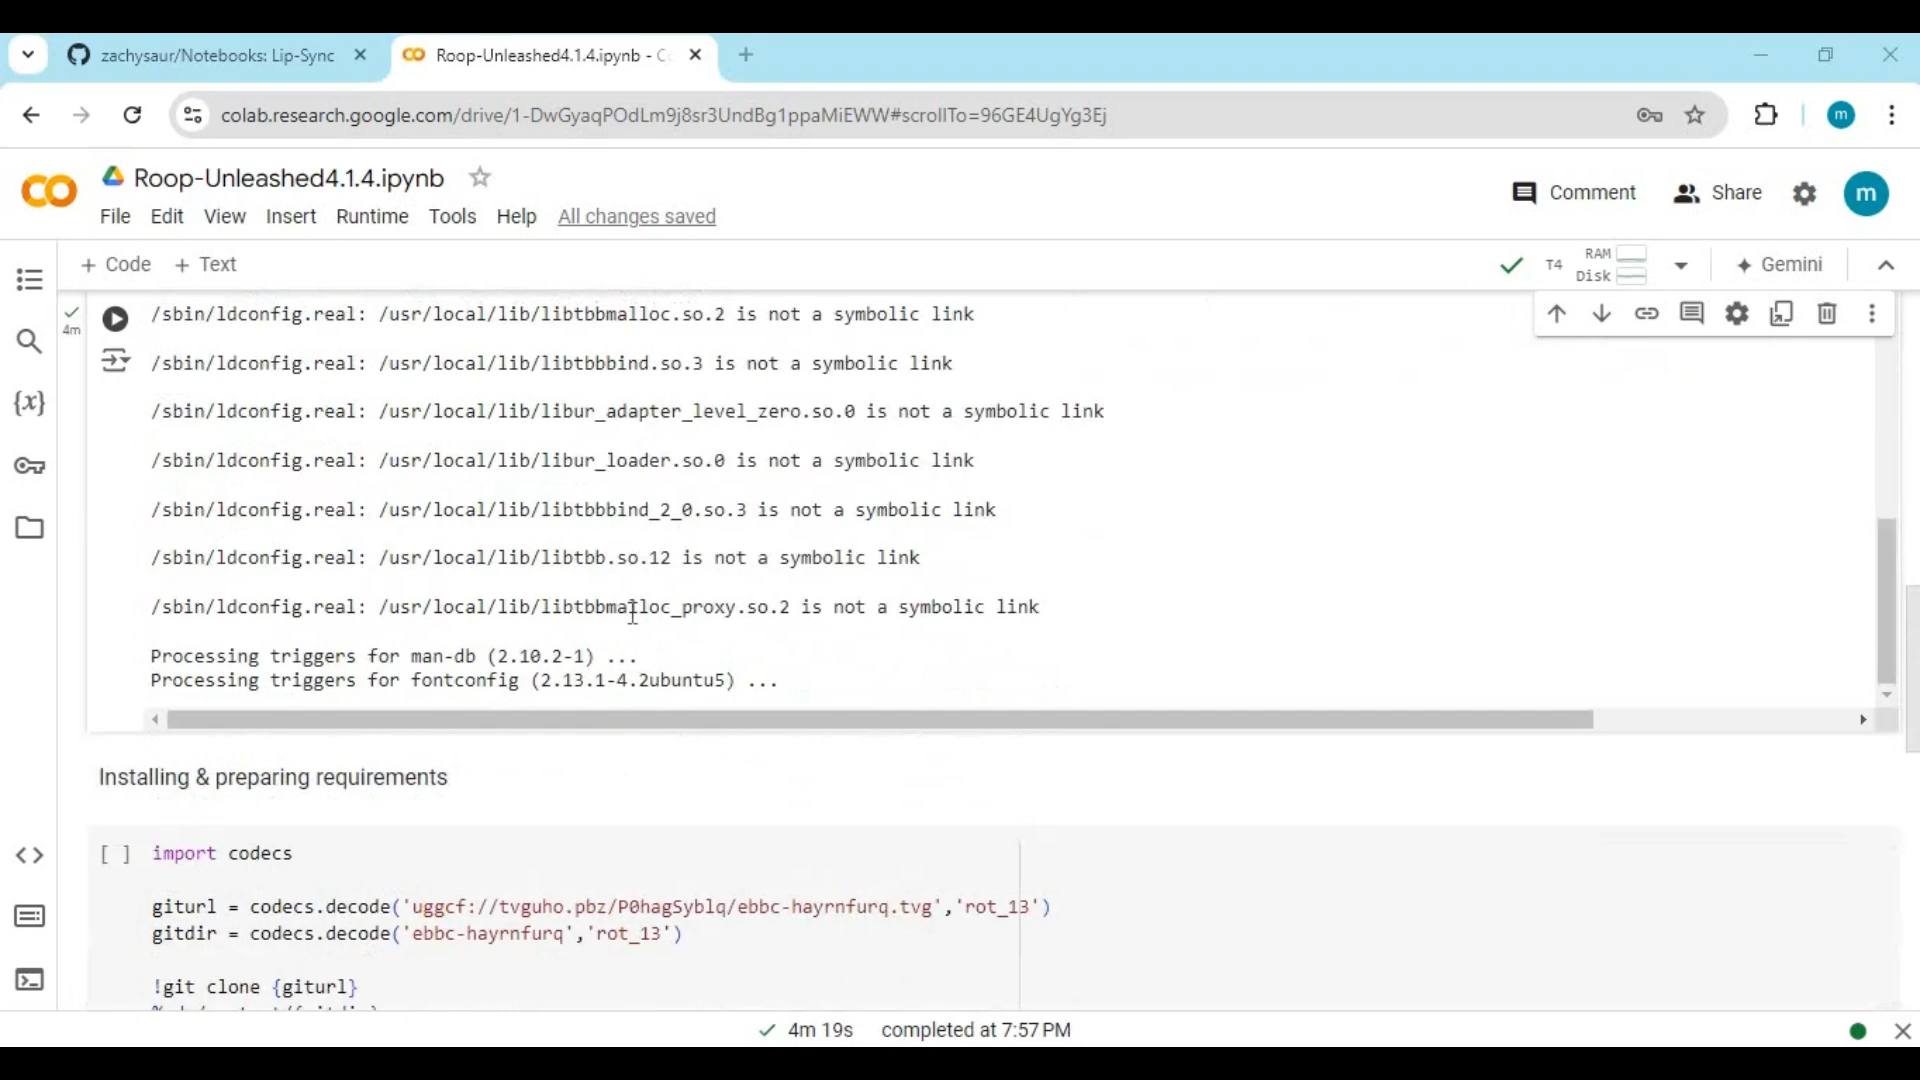 zachysaur/Notebooks: Lip-Sync
Roop-Unleashed4.1.4.ipynb - Co
colab.research.google.com/drive/1-DwGyaqPOdLm9j8sr3UndBg1ppaMiEWW#scrollTo=96GE4UgYg3Ej
m
Roop-Unleashed4.1.4.ipynb
Comment
Share
m
File Edit View Insert Runtime Tools Help All changes saved
+ Code + Text
T4
RAM
Disk
Gemini
4m
/sbin/ldconfig.real: /usr/local/lib/libtbbmalloc.so.2 is not a symbolic link
/sbin/ldconfig.real: /usr/local/lib/libtbbbind.so.3 is not a symbolic link
{x}
/sbin/ldconfig.real: /usr/local/lib/libur_adapter_level_zero.so.0 is not a symbolic link
/sbin/ldconfig.real: /usr/local/lib/libur_loader.so.0 is not a symbolic link
/sbin/ldconfig.real: /usr/local/lib/libtbbbind_2_0.so.3 is not a symbolic link
/sbin/ldconfig.real: /usr/local/lib/libtbb.so.12 is not a symbolic link
/sbin/ldconfig.real: /usr/local/lib/libtbbmalloc_proxy.so.2 is not a symbolic link
Processing triggers for man-db (2.10.2-1) ...
Processing triggers for fontconfig (2.13.1-4.2ubuntu5) ...
Installing & preparing requirements
[ ] import codecs
giturl = codecs.decode('uggcf://tvguho.pbz/P0hagSyblq/ebbc-hayrnfurq.tvg','rot_13')
gitdir = codecs.decode('ebbc-hayrnfurq','rot_13')
!git clone {giturl}
4m 19s completed at 7:57 PM